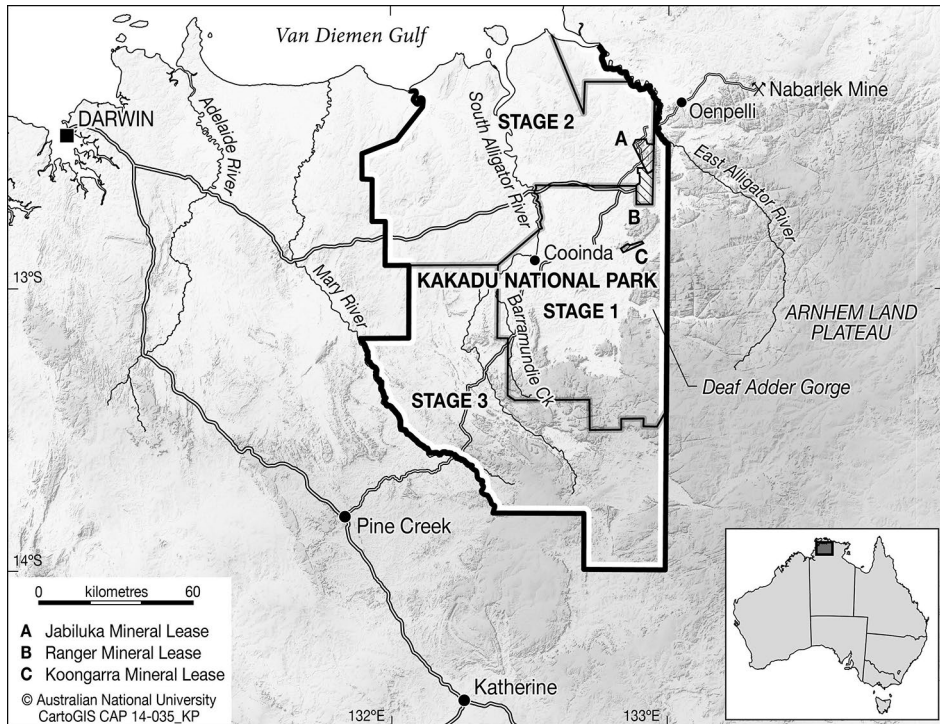 Van Diemen Gulf
DARWIN
Adelaide River
South Alligator River
STAGE 2
A
Nabarlek Mine
Oenpelli
East Alligator River
B
Mary River
Cooinda
C
13°S
KAKADU NATIONAL PARK
STAGE 1
Barramundie Ck
ARNHEM LAND
PLATEAU
Deaf Adder Gorge
STAGE 3
Pine Creek
14°S
0 kilometres 60
A Jabiluka Mineral Lease
B Ranger Mineral Lease
C Koongarra Mineral Lease
© Australian National University
CartoGIS CAP 14-035_KP
Katherine
132°E
133°E